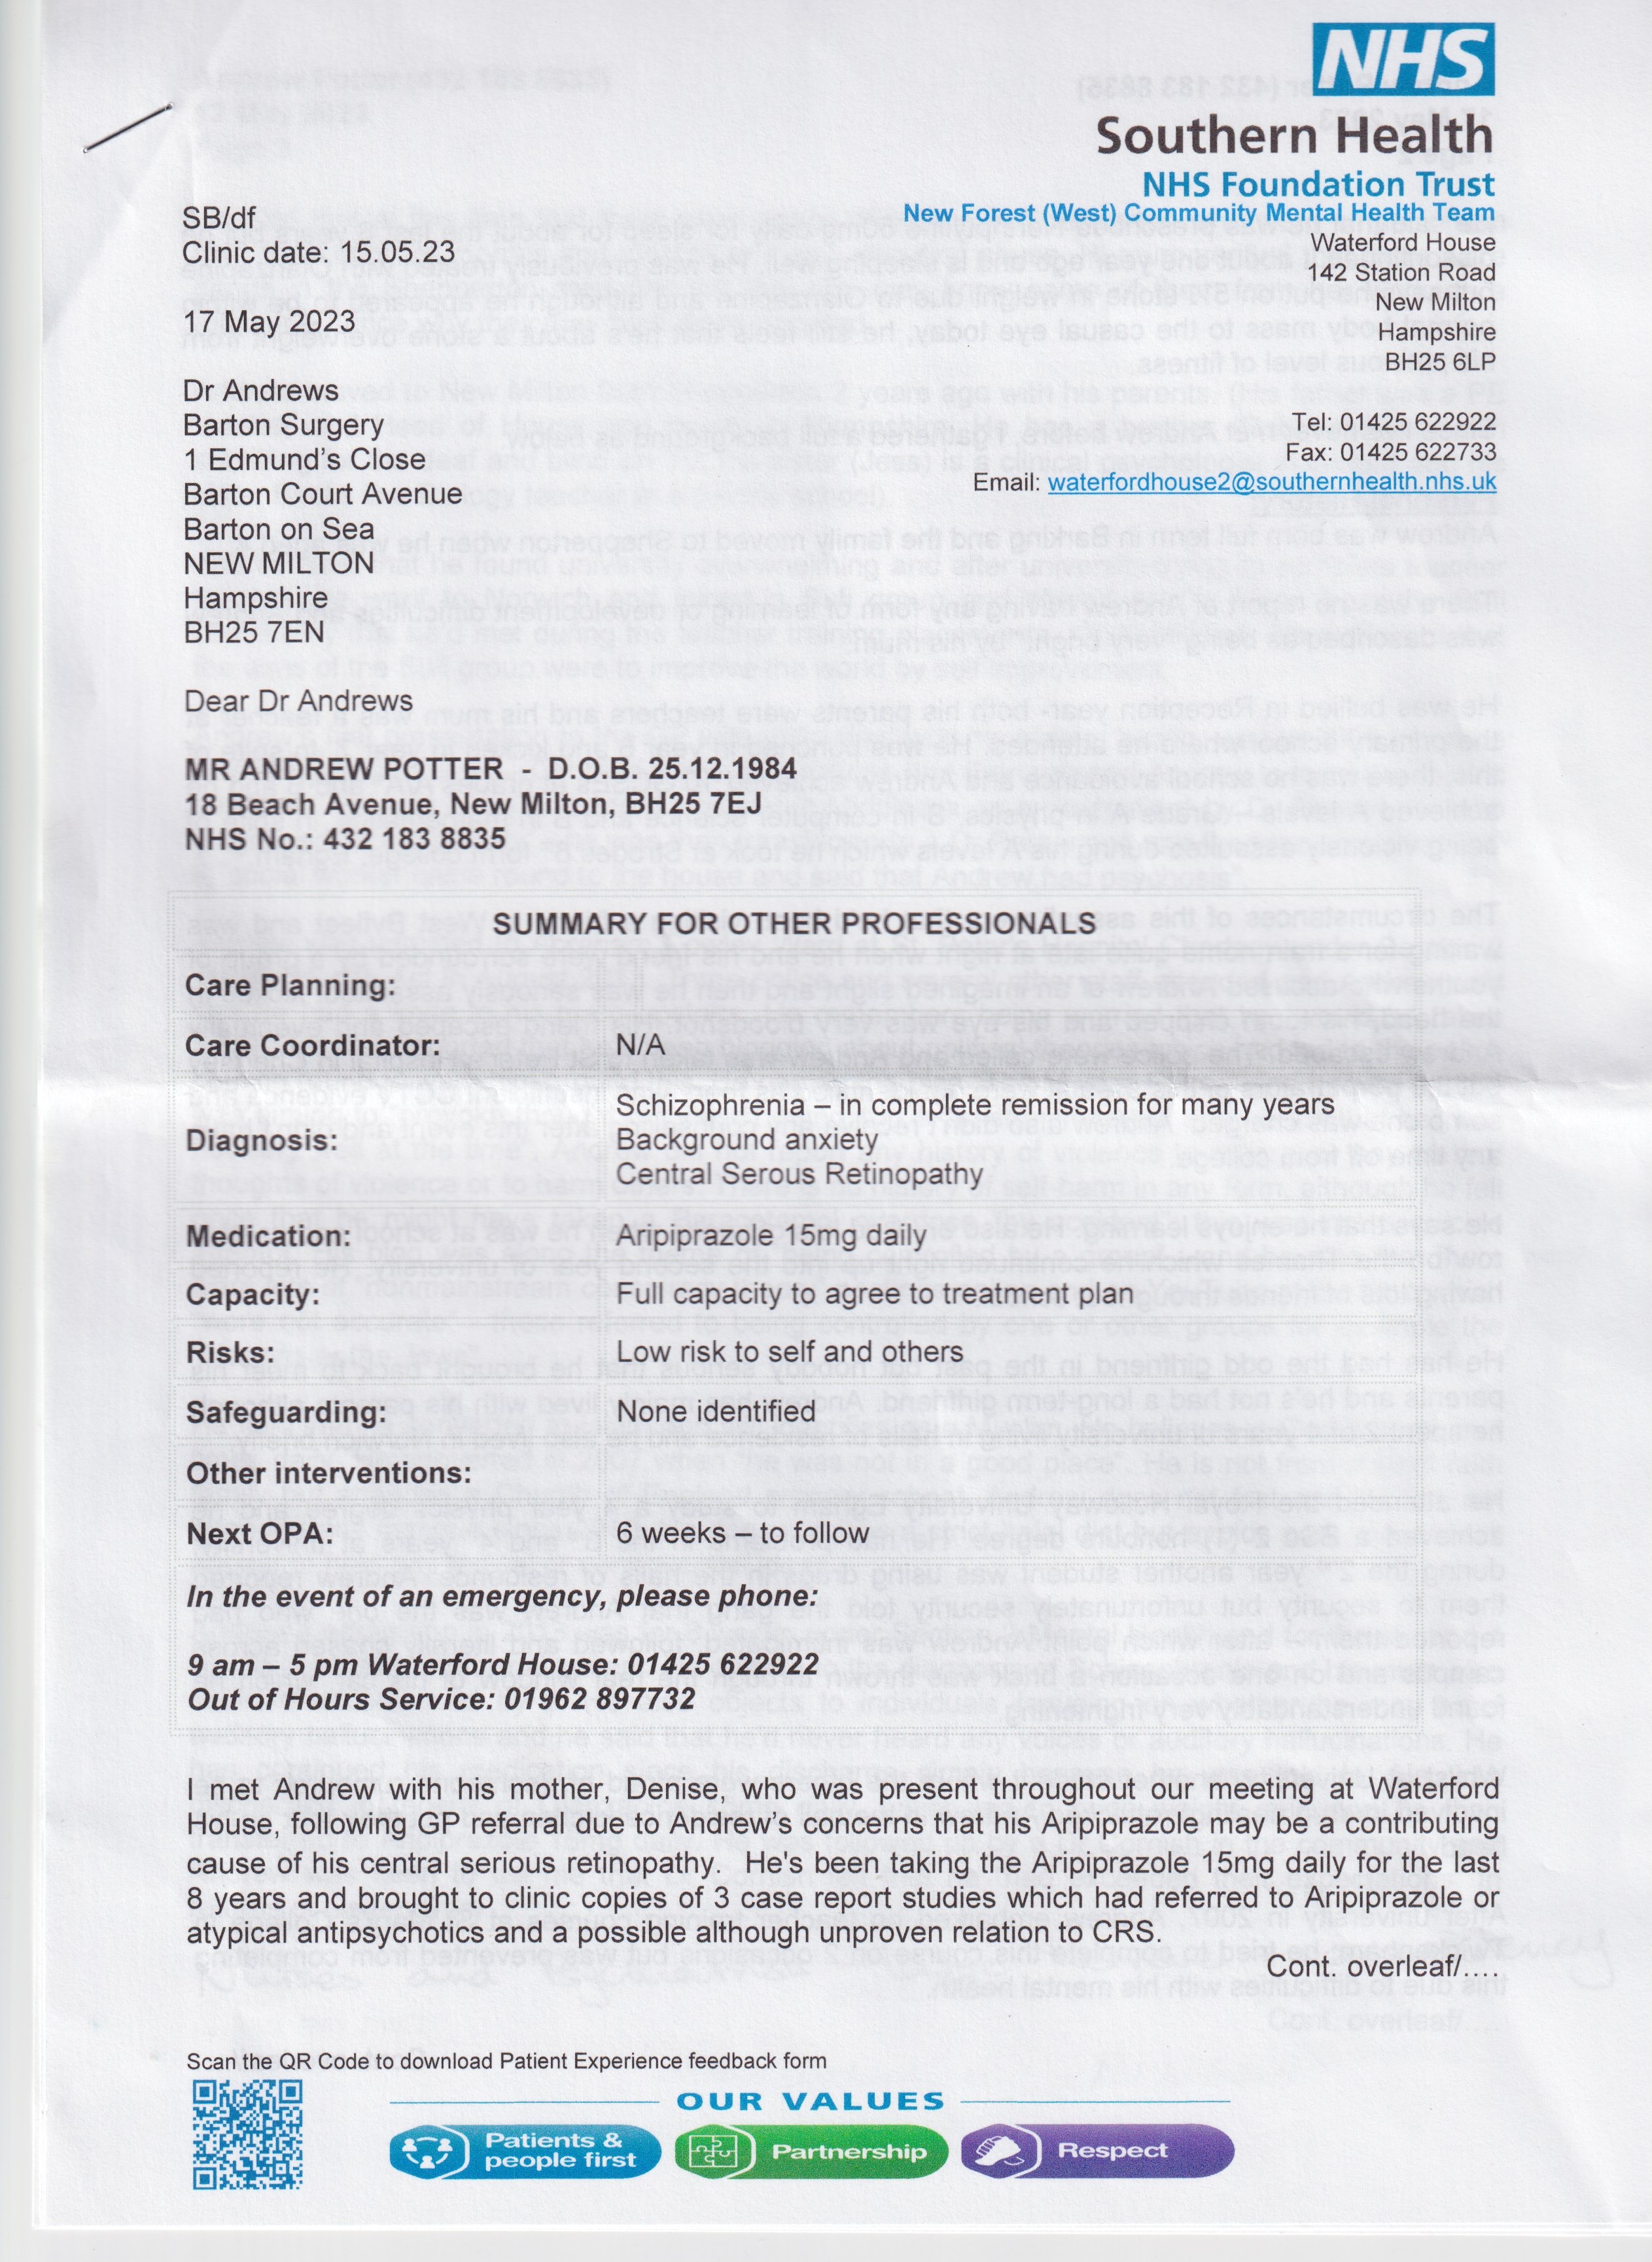 NHS
Southern Health
NHS Foundation Trust
New Forest (West) Community Mental Health Team
Waterford House
142 Station Road
New Milton
Hampshire
BH25 6LP
Tel: 01425 622922
Fax: 01425 622733
Email: waterfordhouse2@southernhealth.nhs.uk
SB/df
Clinic date: 15.05.23
17 May 2023
Dr Andrews
Barton Surgery
1 Edmund's Close
Barton Court Avenue
Barton on Sea
NEW MILTON
Hampshire
BH25 7EN
Dear Dr Andrews
MR ANDREW POTTER - D.O.B. 25.12.1984
18 Beach Avenue, New Milton, BH25 7EJ
NHS No.: 432 183 8835
SUMMARY FOR OTHER PROFESSIONALS
Care Planning:
Care Coordinator: N/A
Diagnosis: Schizophrenia – in complete remission for many years
Background anxiety
Central Serous Retinopathy
Medication: Aripiprazole 15mg daily
Capacity: Full capacity to agree to treatment plan
Risks: Low risk to self and others
Safeguarding: None identified
Other interventions:
Next OPA: 6 weeks – to follow
In the event of an emergency, please phone:
9 am – 5 pm Waterford House: 01425 622922
Out of Hours Service: 01962 897732
I met Andrew with his mother, Denise, who was present throughout our meeting at Waterford
House, following GP referral due to Andrew's concerns that his Aripiprazole may be a contributing
cause of his central serious retinopathy. He's been taking the Aripiprazole 15mg daily for the last
8 years and brought to clinic copies of 3 case report studies which had referred to Aripiprazole or
atypical antipsychotics and a possible although unproven relation to CRS.
Cont. overleaf/....
Scan the QR Code to download Patient Experience feedback form
OUR VALUES
Patients &
people first
Partnership
Respect